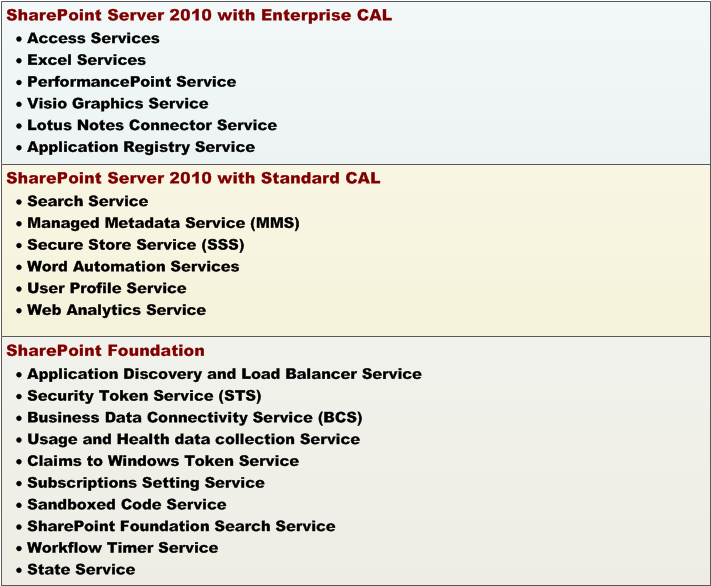 SharePoint Server 2010 with Enterprise CAL
• Access Services
• Excel Services
• PerformancePoint Service
• Visio Graphics Service
• Lotus Notes Connector Service
• Application Registry Service
SharePoint Server 2010 with Standard CAL
• Search Service
• Managed Metadata Service (MMS)
• Secure Store Service (SSS)
• Word Automation Services
• User Profile Service
• Web Analytics Service
SharePoint Foundation
• Application Discovery and Load Balancer Service
• Security Token Service (STS)
• Business Data Connectivity Service (BCS)
• Usage and Health data collection Service
• Claims to Windows Token Service
• Subscriptions Setting Service
• Sandboxed Code Service
• SharePoint Foundation Search Service
• Workflow Timer Service
• State Service